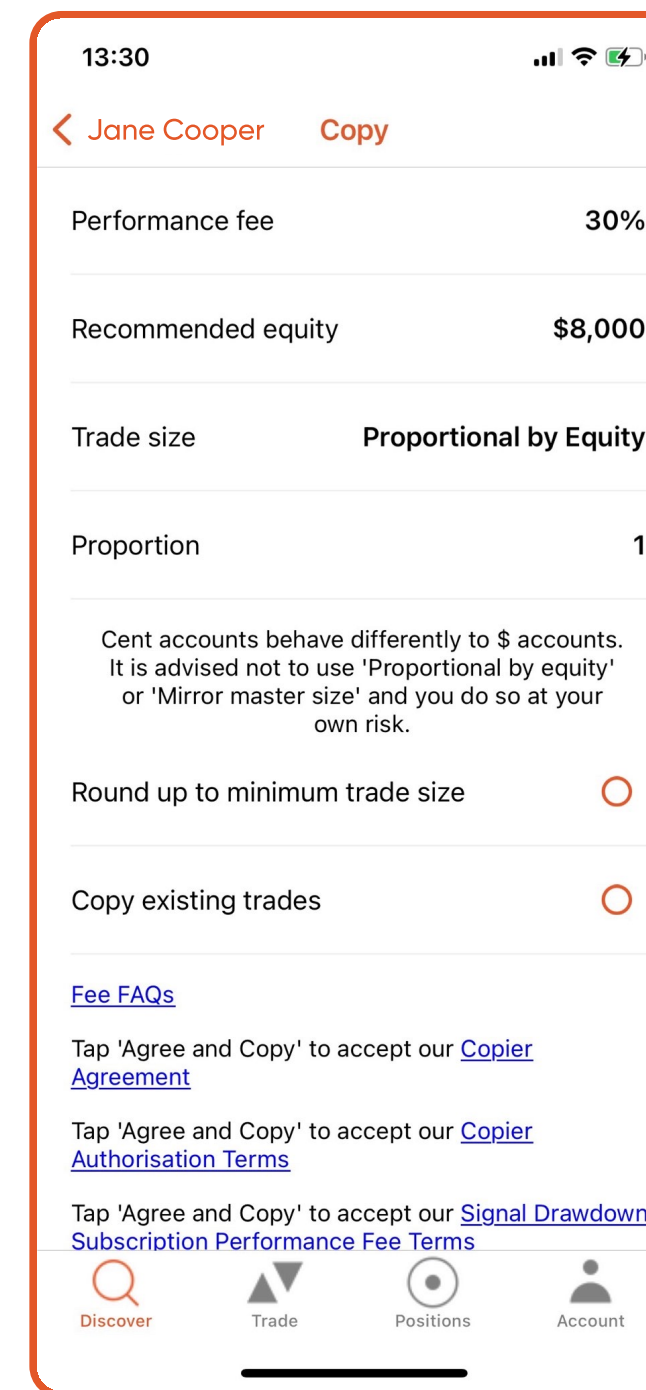 13:30
Jane Cooper Copy
Performance fee 30%
Recommended equity $8,000
Trade size Proportional by Equity
Proportion 1
Cent accounts behave differently to $ accounts.
It is advised not to use 'Proportional by equity'
or 'Mirror master size' and you do so at your
own risk.
Round up to minimum trade size
Copy existing trades
Fee FAQs
Tap 'Agree and Copy' to accept our Copier
Agreement
Tap 'Agree and Copy' to accept our Copier
Authorisation Terms
Tap 'Agree and Copy' to accept our Signal Drawdown
Subscription Performance Fee Terms
Discover Trade Positions Account